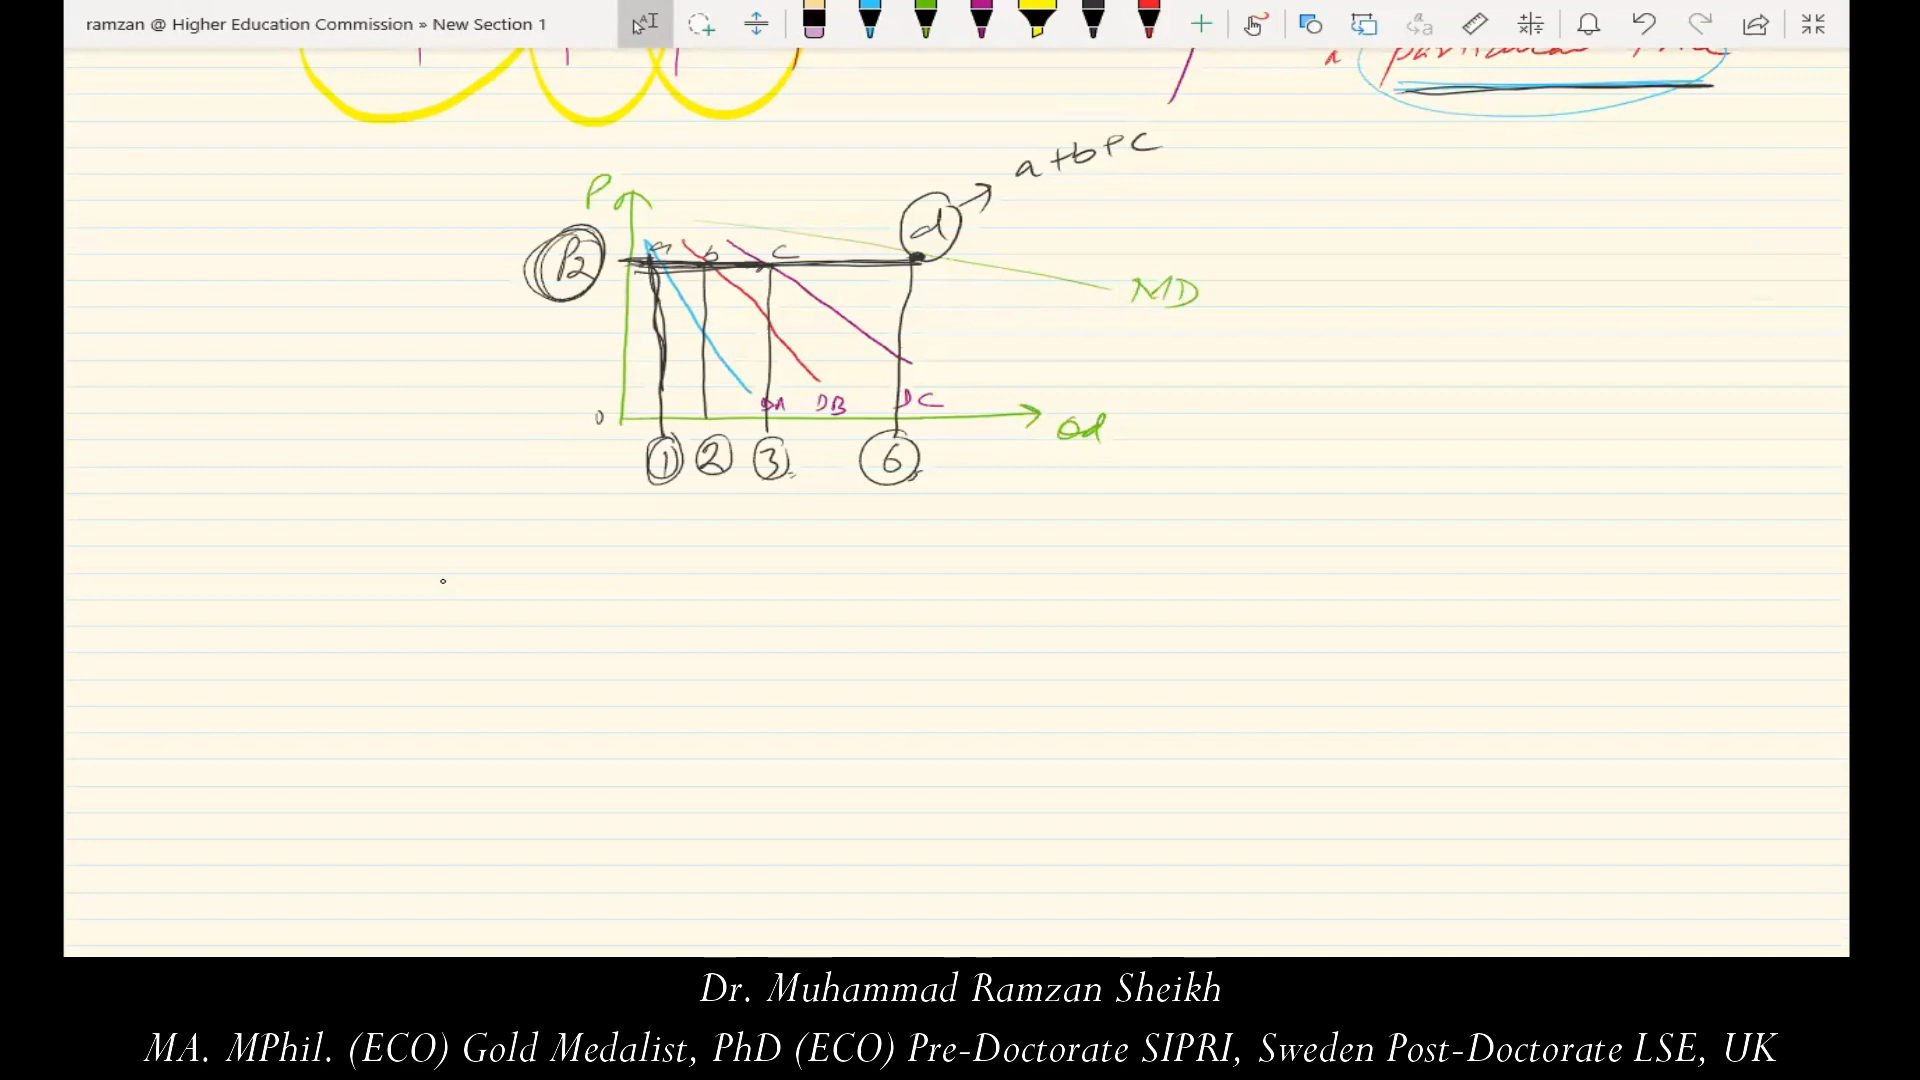 ramzan @ Higher Education Commission » New Section 1
a
a+b+c
P
d
P2
a b c
MD
0
DA DB DC
Qd
1 2 3 6
Dr. Muhammad Ramzan Sheikh
MA. MPhil. (ECO) Gold Medalist, PhD (ECO) Pre-Doctorate SIPRI, Sweden Post-Doctorate LSE, UK